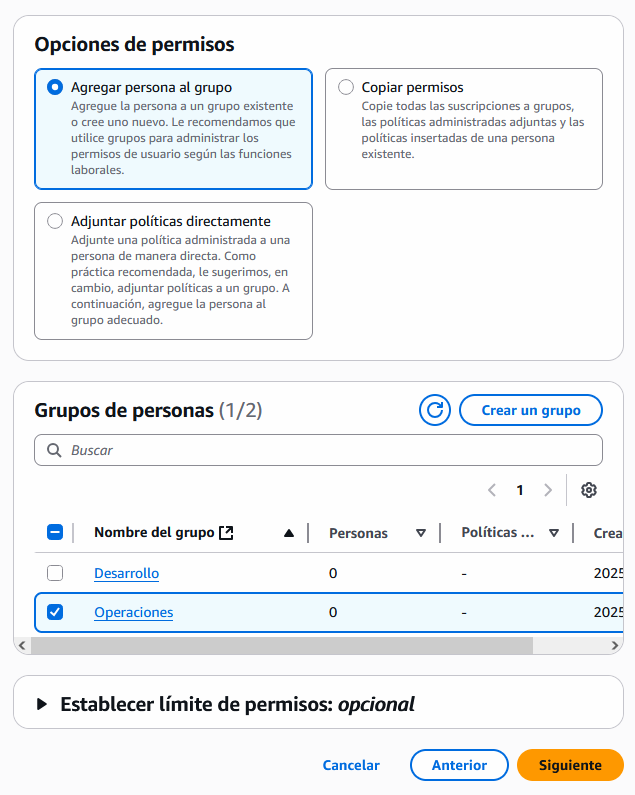 Opciones de permisos
Agregar persona al grupo
Agregue la persona a un grupo existente
o cree uno nuevo. Le recomendamos que
utilice grupos para administrar los
permisos de usuario según las funciones
laborales.
Copiar permisos
Copie todas las suscripciones a grupos,
las políticas administradas adjuntas y las
políticas insertadas de una persona
existente.
Adjuntar políticas directamente
Adjunte una política administrada a una
persona de manera directa. Como
práctica recomendada, le sugerimos, en
cambio, adjuntar políticas a un grupo. A
continuación, agregue la persona al
grupo adecuado.
Grupos de personas (1/2)
Crear un grupo
Buscar
1
Nombre del grupo Personas Políticas ... Crea
Desarrollo 0 - 2025
Operaciones 0 - 2025
Establecer límite de permisos: opcional
Cancelar Anterior Siguiente